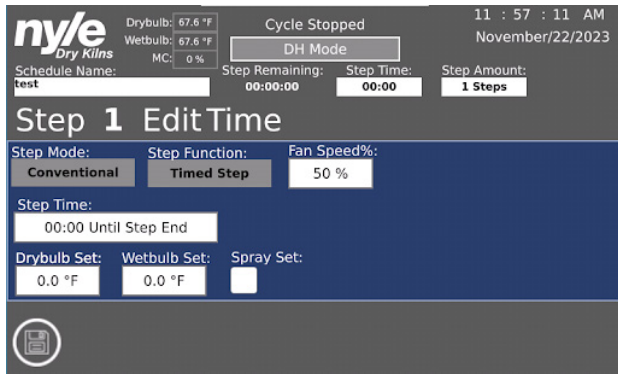 nyle
Dry Kilns
Drybulb: 67.6 °F
Wetbulb: 67.6 °F
MC: 0 %
Cycle Stopped
DH Mode
11 : 57 : 11 AM
November/22/2023
Schedule Name:
test
Step Remaining:
00:00:00
Step Time:
00:00
Step Amount:
1 Steps
Step 1 Edit Time
Step Mode:
Conventional
Step Function:
Timed Step
Fan Speed%:
50 %
Step Time:
00:00 Until Step End
Drybulb Set:
0.0 °F
Wetbulb Set:
0.0 °F
Spray Set: